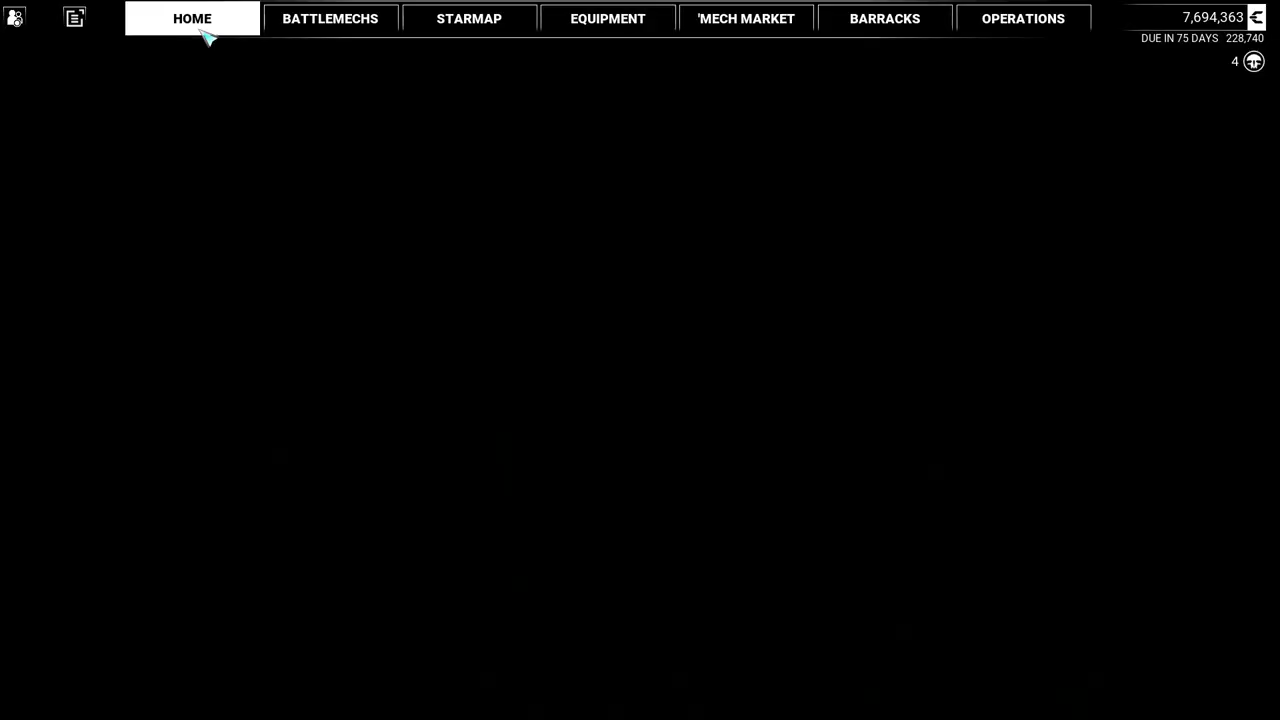 HOME
BATTLEMECHS
STARMAP
EQUIPMENT
'MECH MARKET
BARRACKS
OPERATIONS
7,694,363
DUE IN 75 DAYS 228,740
4